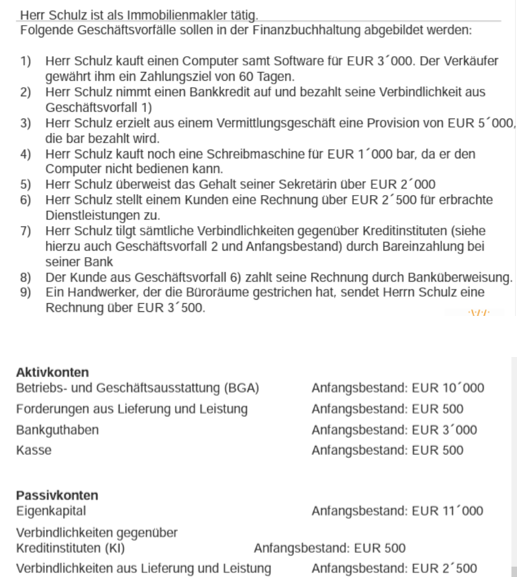 Herr Schulz ist als Immobilienmakler tätig.
Folgende Geschäftsvorfälle sollen in der Finanzbuchhaltung abgebildet werden:
1) Herr Schulz kauft einen Computer samt Software für EUR 3´000. Der Verkäufer
gewährt ihm ein Zahlungsziel von 60 Tagen.
2) Herr Schulz nimmt einen Bankkredit auf und bezahlt seine Verbindlichkeit aus
Geschäftsvorfall 1)
3) Herr Schulz erzielt aus einem Vermittlungsgeschäft eine Provision von EUR 5´000,
die bar bezahlt wird.
4) Herr Schulz kauft noch eine Schreibmaschine für EUR 1´000 bar, da er den
Computer nicht bedienen kann.
5) Herr Schulz überweist das Gehalt seiner Sekretärin über EUR 2´000
6) Herr Schulz stellt einem Kunden eine Rechnung über EUR 2´500 für erbrachte
Dienstleistungen zu.
7) Herr Schulz tilgt sämtliche Verbindlichkeiten gegenüber Kreditinstituten (siehe
hierzu auch Geschäftsvorfall 2 und Anfangsbestand) durch Bareinzahlung bei
seiner Bank
8) Der Kunde aus Geschäftsvorfall 6) zahlt seine Rechnung durch Banküberweisung.
9) Ein Handwerker, der die Büroräume gestrichen hat, sendet Herrn Schulz eine
Rechnung über EUR 3´500.
Aktivkonten
Betriebs- und Geschäftsausstattung (BGA) Anfangsbestand: EUR 10´000
Forderungen aus Lieferung und Leistung Anfangsbestand: EUR 500
Bankguthaben Anfangsbestand: EUR 3´000
Kasse Anfangsbestand: EUR 500
Passivkonten
Eigenkapital Anfangsbestand: EUR 11´000
Verbindlichkeiten gegenüber
Kreditinstituten (KI) Anfangsbestand: EUR 500
Verbindlichkeiten aus Lieferung und Leistung Anfangsbestand: EUR 2´500